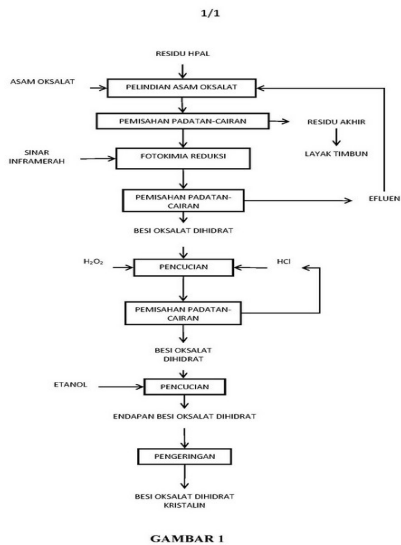 1/1
RESIDU HPAL
ASAM OKSALAT
PELINDIAN ASAM OKSALAT
PEMISAHAN PADATAN-CAIRAN
RESIDU AKHIR
SINAR
INFRAMERAH
FOTOKIMIA REDUKSI
LAYAK TIMBUN
PEMISAHAN PADATAN-
CAIRAN
EFLUEN
BESI OKSALAT DIHIDRAT
H₂O₂
PENCUCIAN
HCl
PEMISAHAN PADATAN-
CAIRAN
BESI OKSALAT
DIHIDRAT
ETANOL
PENCUCIAN
ENDAPAN BESI OKSALAT DIHIDRAT
PENGERINGAN
BESI OKSALAT DIHIDRAT
KRISTALIN
GAMBAR 1